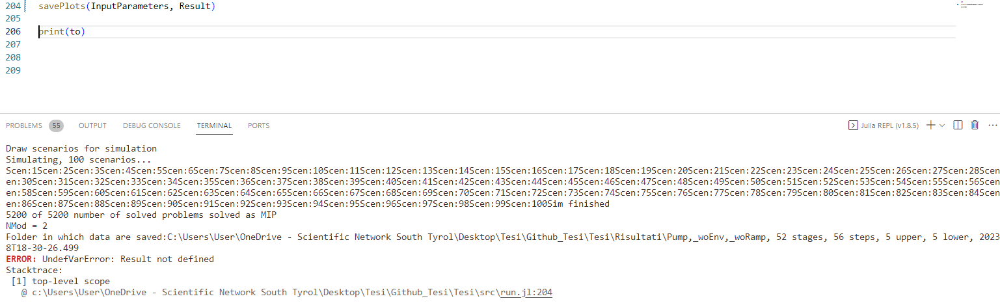 204 savePlots(InputParameters, Result)
205
206 print(to)
207
208
209
PROBLEMS 55 OUTPUT DEBUG CONSOLE TERMINAL PORTS Julia REPL (v1.8.5)
Draw scenarios for simulation
Simulating, 100 scenarios...
Scen:1Scen:2Scen:3Scen:4Scen:5Scen:6Scen:7Scen:8Scen:9Scen:10Scen:11Scen:12Scen:13Scen:14Scen:15Scen:16Scen:17Scen:18Scen:19Scen:20Scen:21Scen:22Scen:23Scen:24Scen:25Scen:26Scen:27Scen:28Scen
en:30Scen:31Scen:32Scen:33Scen:34Scen:35Scen:36Scen:37Scen:38Scen:39Scen:40Scen:41Scen:42Scen:43Scen:44Scen:45Scen:46Scen:47Scen:48Scen:49Scen:50Scen:51Scen:52Scen:53Scen:54Scen:55Scen:56Sc
en:58Scen:59Scen:60Scen:61Scen:62Scen:63Scen:64Scen:65Scen:66Scen:67Scen:68Scen:69Scen:70Scen:71Scen:72Scen:73Scen:74Scen:75Scen:76Scen:77Scen:78Scen:79Scen:80Scen:81Scen:82Scen:83Scen:84Sc
en:86Scen:87Scen:88Scen:89Scen:90Scen:91Scen:92Scen:93Scen:94Scen:95Scen:96Scen:97Scen:98Scen:99Scen:100Sim finished
5200 of 5200 number of solved problems solved as MIP
NMod = 2
Folder in which data are saved:C:\Users\User\OneDrive - Scientific Network South Tyrol\Desktop\Tesi\Github_Tesi\Tesi\Risultati\Pump,_woEnv,_woRamp, 52 stages, 56 steps, 5 upper, 5 lower, 2023
8T18-30-26.499
ERROR: UndefVarError: Result not defined
Stacktrace:
[1] top-level scope
@ c:\Users\User\OneDrive - Scientific Network South Tyrol\Desktop\Tesi\Github_Tesi\Tesi\src\run.jl:204